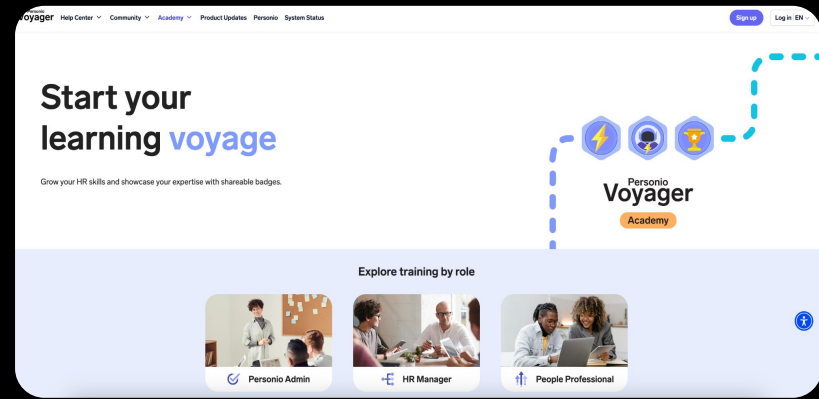 Personio
Voyager
Help Center
Community
Academy
Product Updates
Personio
System Status
Sign up
Log in
EN
Start your
learning voyage
Grow your HR skills and showcase your expertise with shareable badges.
Personio
Voyager
Academy
Explore training by role
Personio Admin
HR Manager
People Professional